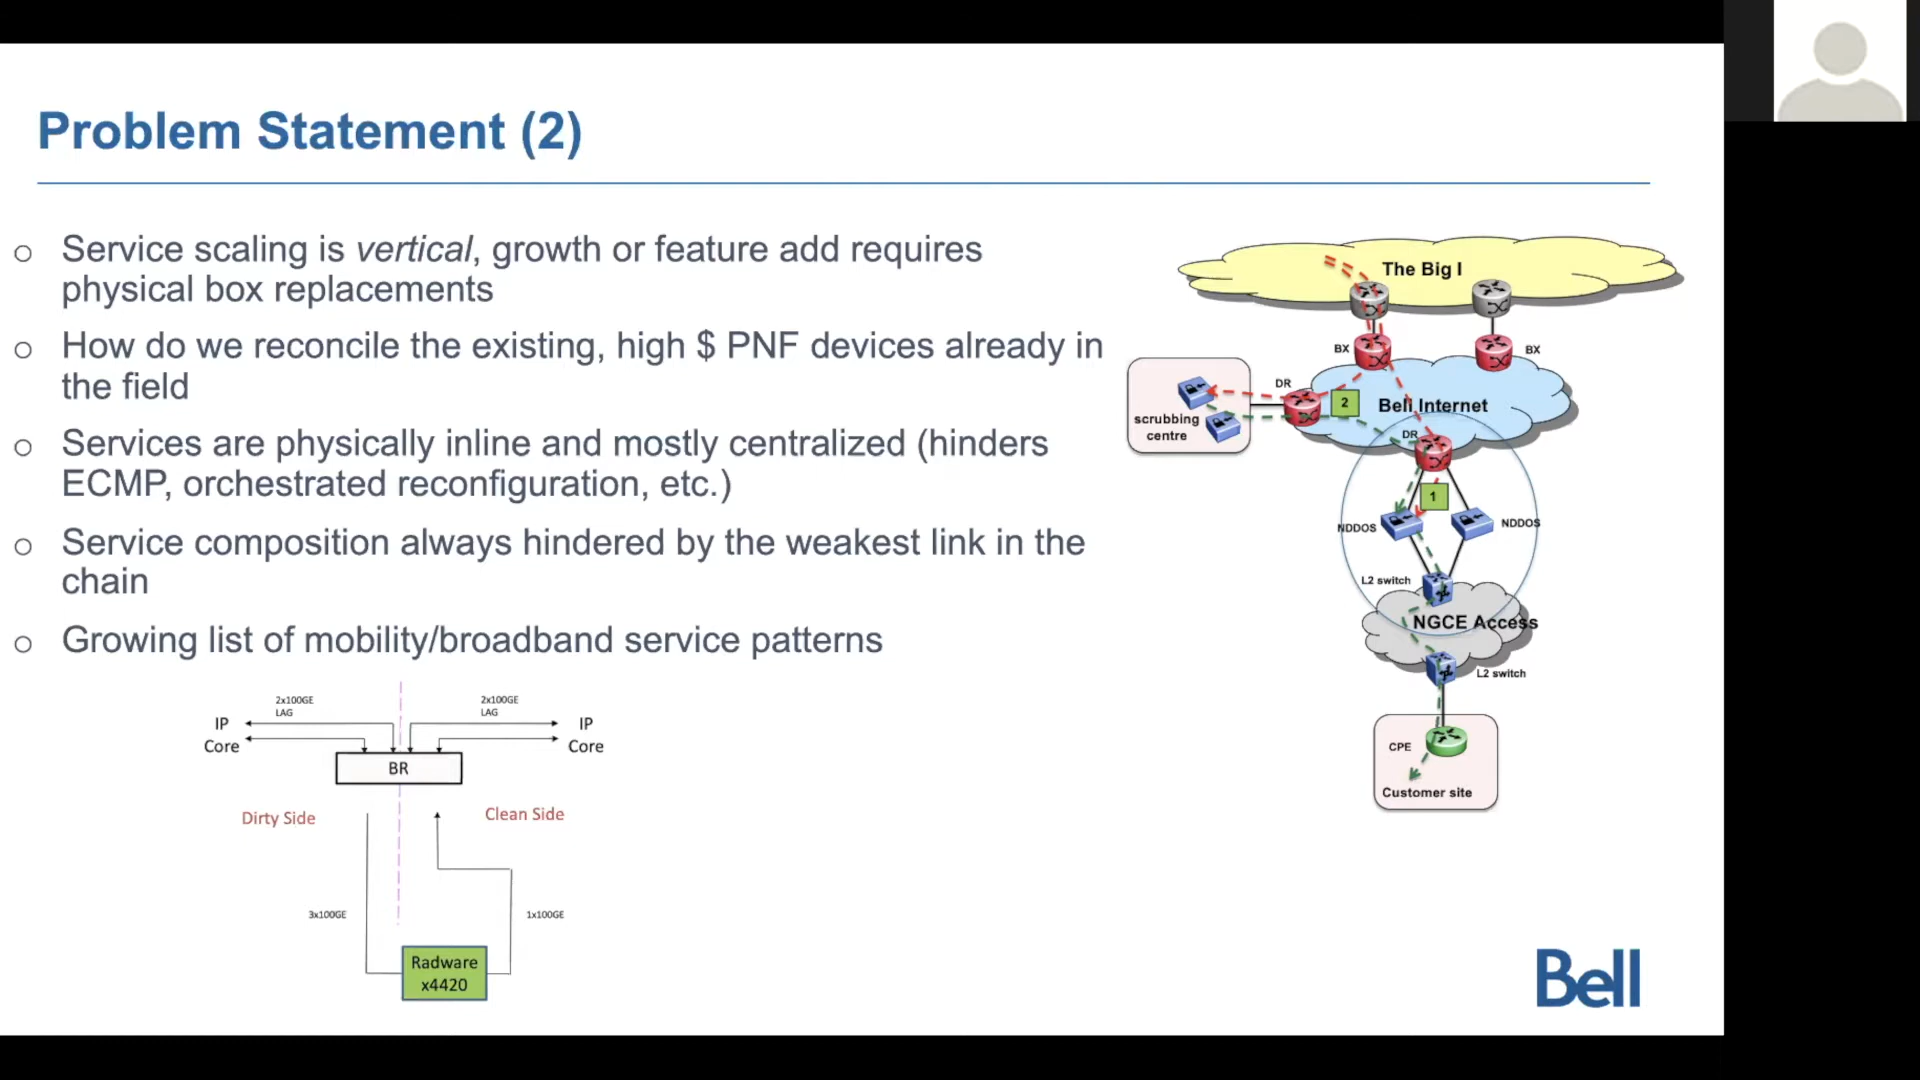 Problem Statement (2)
Service scaling is vertical, growth or feature add requires
physical box replacements
How do we reconcile the existing, high $ PNF devices already in
the field
Services are physically inline and mostly centralized (hinders
ECMP, orchestrated reconfiguration, etc.)
Service composition always hindered by the weakest link in the
chain
Growing list of mobility/broadband service patterns
2x100GE
LAG
2x100GE
LAG
IP
Core
IP
Core
BR
Dirty Side
Clean Side
3x100GE
1x100GE
Radware
x4420
The Big I
BX
BX
DR
2
Bell Internet
scrubbing
centre
DR
1
NDDOS
NDDOS
L2 switch
NGCE Access
L2 switch
CPE
Customer site
Bell